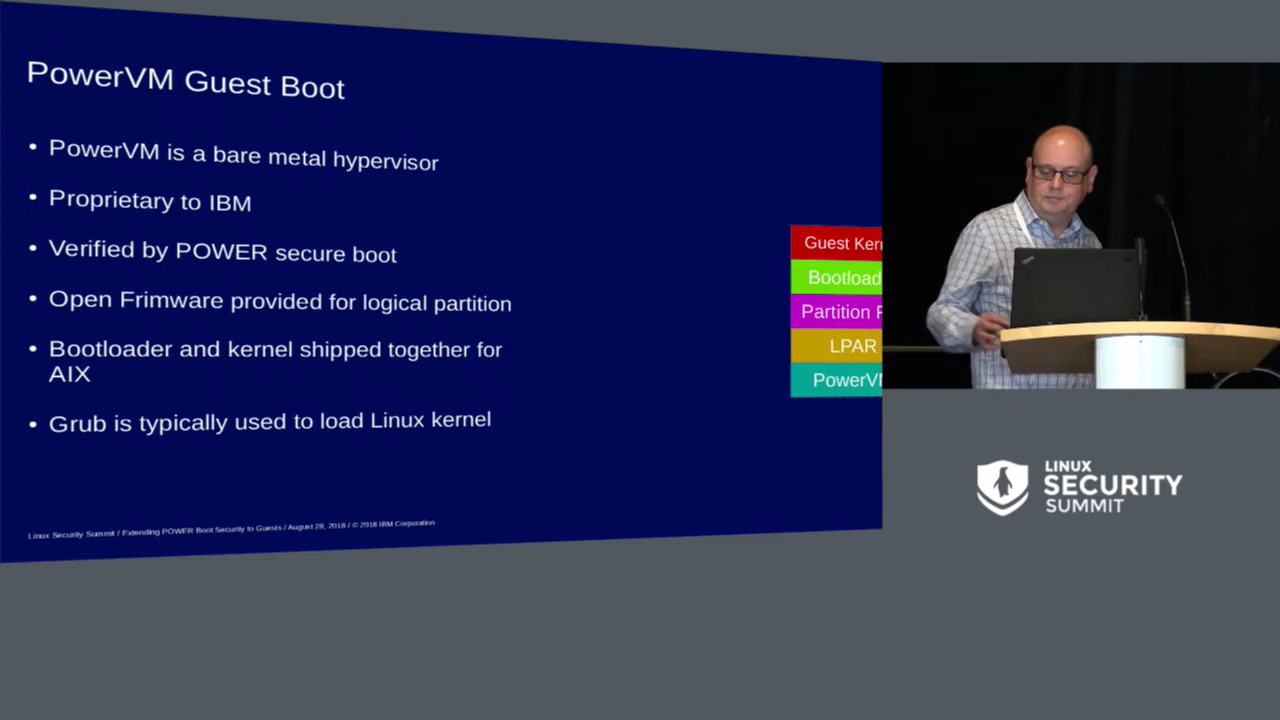 PowerVM Guest Boot
• PowerVM is a bare metal hypervisor
• Proprietary to IBM
• Verified by POWER secure boot
• Open Frimware provided for logical partition
• Bootloader and kernel shipped together for
AIX
• Grub is typically used to load Linux kernel
Guest Kern
Bootload
Partition F
LPAR
PowerVM
Linux Security Summit / Extending POWER Boot Security to Guests / August 28, 2018 / © 2018 IBM Corporation
LINUX
SECURITY
SUMMIT